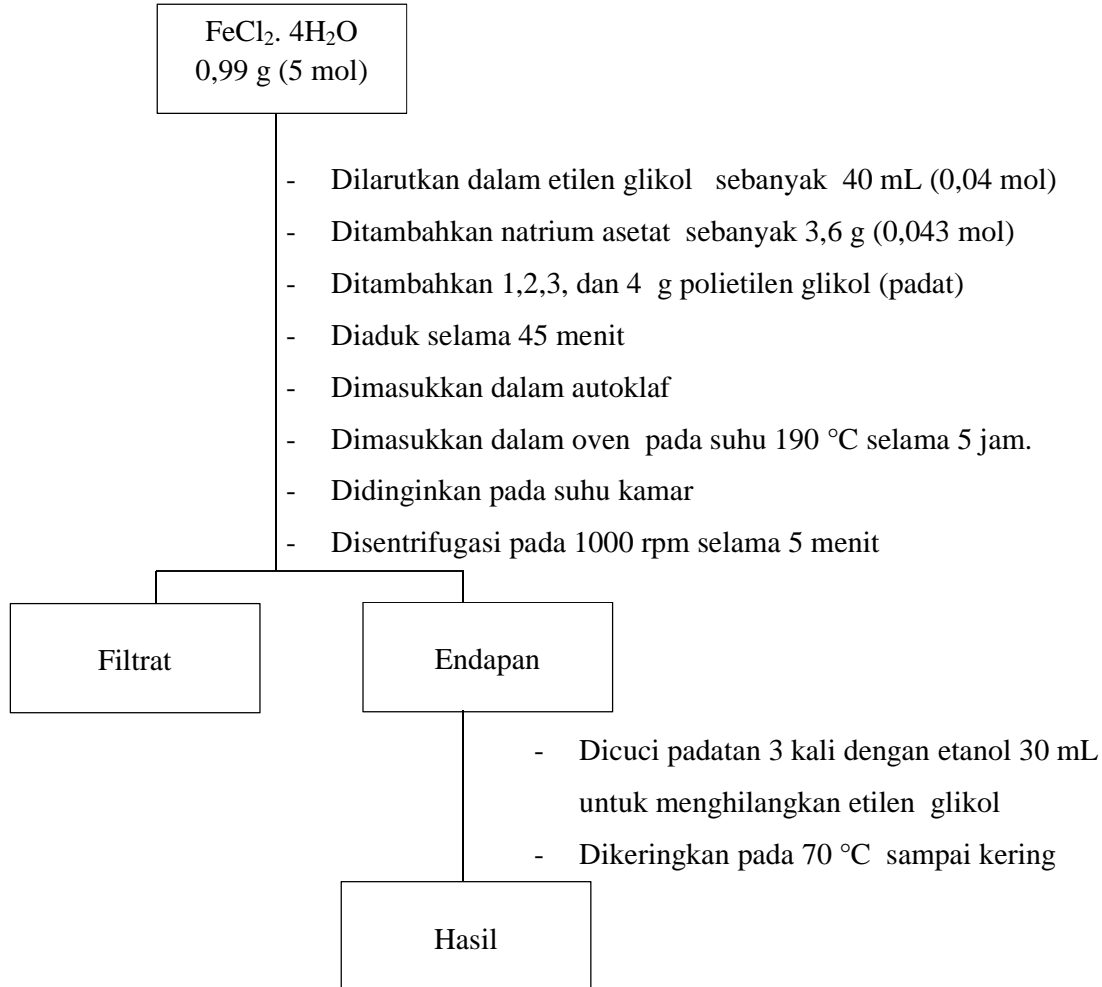 FeCl₂. 4H₂O
0,99 g (5 mol)
- Dilarutkan dalam etilen glikol sebanyak 40 mL (0,04 mol)
- Ditambahkan natrium asetat sebanyak 3,6 g (0,043 mol)
- Ditambahkan 1,2,3, dan 4 g polietilen glikol (padat)
- Diaduk selama 45 menit
- Dimasukkan dalam autoklaf
- Dimasukkan dalam oven pada suhu 190 °C selama 5 jam.
- Didinginkan pada suhu kamar
- Disentrifugasi pada 1000 rpm selama 5 menit
Filtrat
Endapan
- Dicuci padatan 3 kali dengan etanol 30 mL
untuk menghilangkan etilen glikol
- Dikeringkan pada 70 °C sampai kering
Hasil